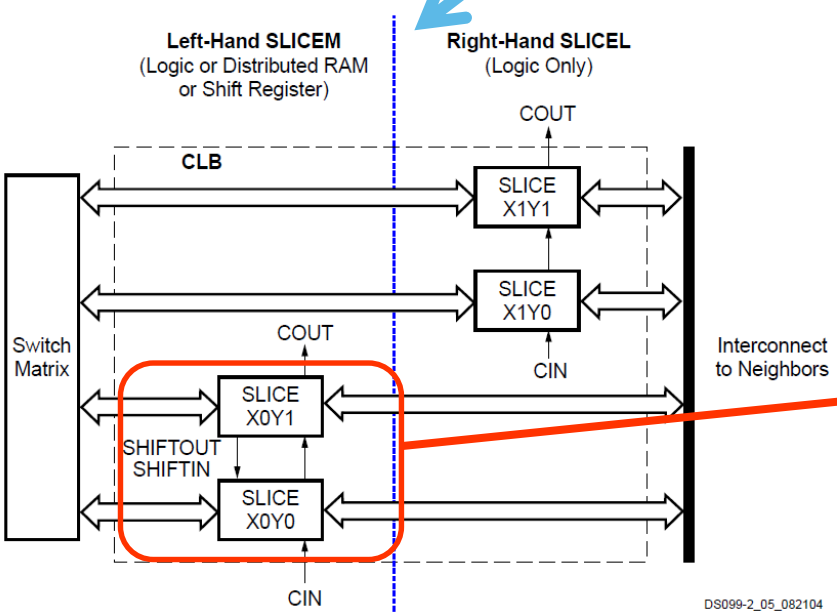 Left-Hand SLICEM
(Logic or Distributed RAM
or Shift Register)
Right-Hand SLICEL
(Logic Only)
COUT
CLB
SLICE
X1Y1
SLICE
X1Y0
Switch
Matrix
COUT
CIN
Interconnect
to Neighbors
SLICE
X0Y1
SHIFTOUT
SHIFTIN
SLICE
X0Y0
CIN
DS099-2_05_082104